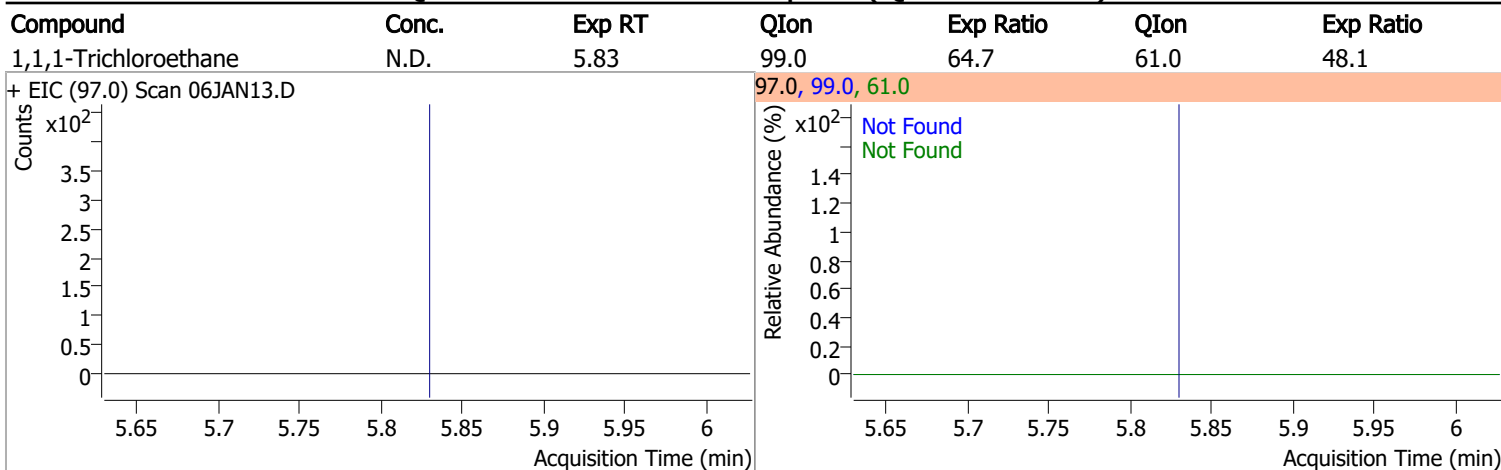 Compound Conc. Exp RT QIon Exp Ratio QIon Exp Ratio
1,1,1-Trichloroethane N.D. 5.83 99.0 64.7 61.0 48.1
+ EIC (97.0) Scan 06JAN13.D
Counts
x10²
3.5
3
2.5
2
1.5
1
0.5
0
5.65 5.7 5.75 5.8 5.85 5.9 5.95 6
Acquisition Time (min)
97.0, 99.0, 61.0
Relative Abundance (%)
x10²
Not Found
Not Found
1.4
1.2
1
0.8
0.6
0.4
0.2
0
5.65 5.7 5.75 5.8 5.85 5.9 5.95 6
Acquisition Time (min)